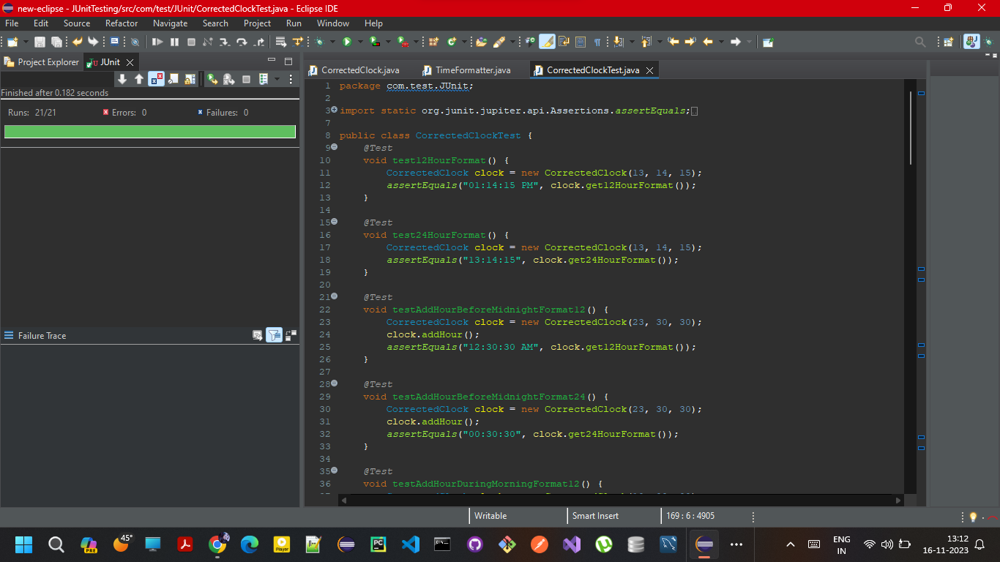 new-eclipse - JUnitTesting/src/com/test/JUnit/CorrectedClockTest.java - Eclipse IDE
File Edit Source Refactor Navigate Search Project Run Window Help
Project Explorer JUnit
Finished after 0.182 seconds
Runs: 21/21 Errors: 0 Failures: 0
Failure Trace
CorrectedClock.java TimeFormatter.java CorrectedClockTest.java
1 package com.test.JUnit;
2
3 import static org.junit.jupiter.api.Assertions.assertEquals;
7
8 public class CorrectedClockTest {
9 @Test
10 void test12HourFormat() {
11 CorrectedClock clock = new CorrectedClock(13, 14, 15);
12 assertEquals("01:14:15 PM", clock.get12HourFormat());
13 }
14
15 @Test
16 void test24HourFormat() {
17 CorrectedClock clock = new CorrectedClock(13, 14, 15);
18 assertEquals("13:14:15", clock.get24HourFormat());
19 }
20
21 @Test
22 void testAddHourBeforeMidnightFormat12() {
23 CorrectedClock clock = new CorrectedClock(23, 30, 30);
24 clock.addHour();
25 assertEquals("12:30:30 AM", clock.get12HourFormat());
26 }
27
28 @Test
29 void testAddHourBeforeMidnightFormat24() {
30 CorrectedClock clock = new CorrectedClock(23, 30, 30);
31 clock.addHour();
32 assertEquals("00:30:30", clock.get24HourFormat());
33 }
34
35 @Test
36 void testAddHourDuringMorningFormat12() {
Writable Smart Insert 169 : 6 : 4905
45°
PRE
Player
PC
ENG
IN
13:12
16-11-2023